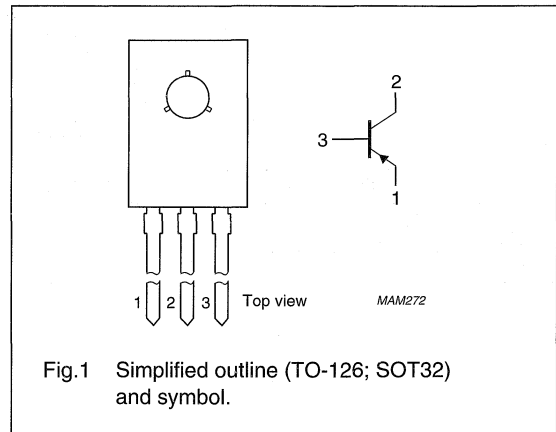 2
3
1
1 2 3 Top view
MAM272
Fig.1 Simplified outline (TO-126; SOT32)
and symbol.